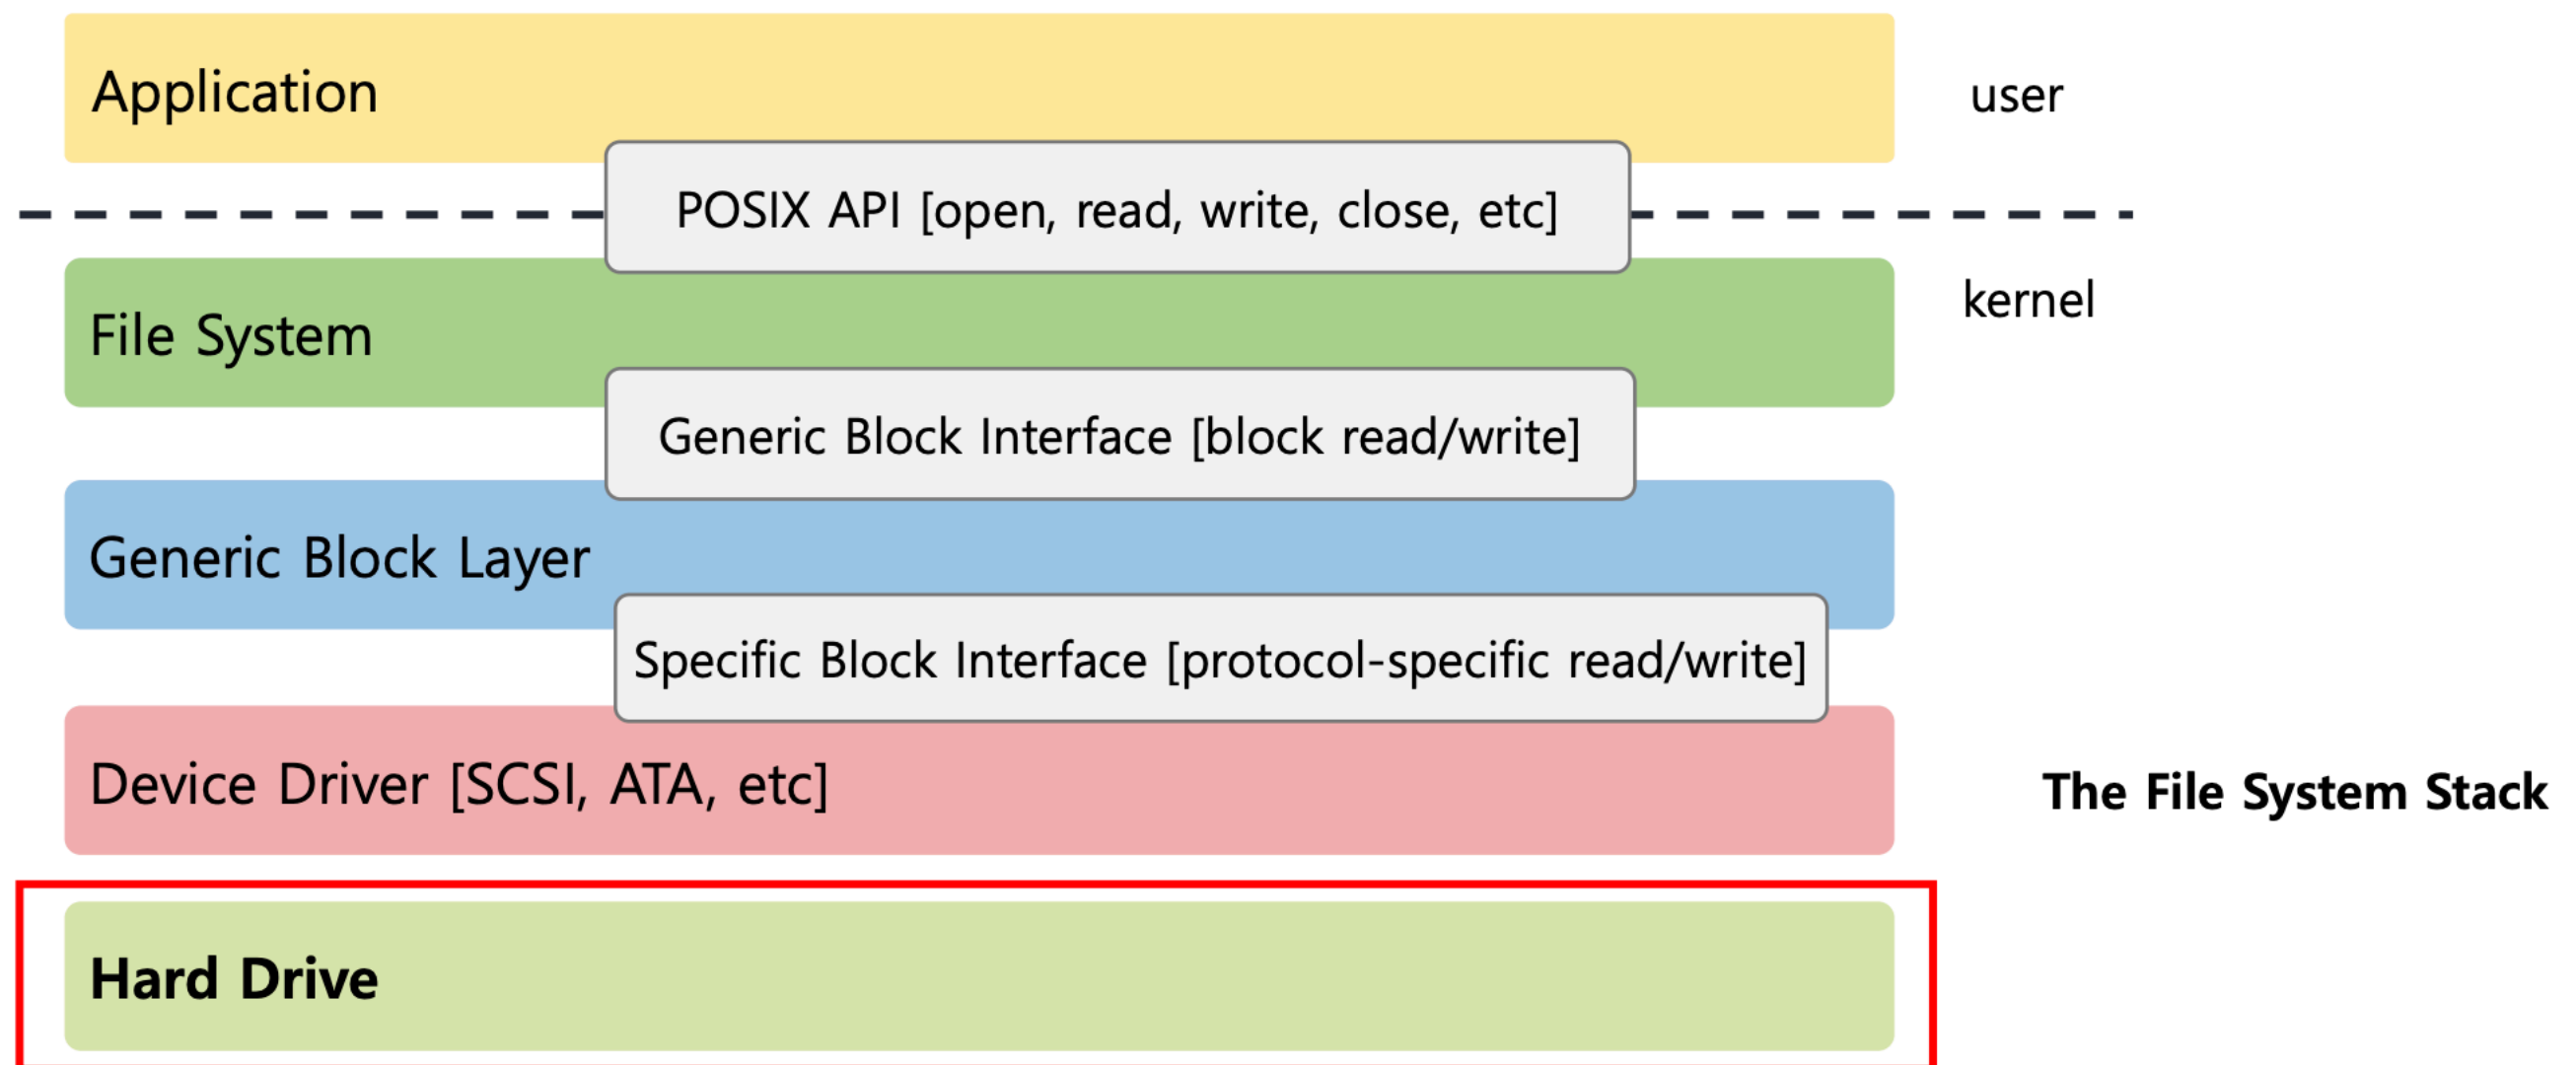 Application
user
POSIX API [open, read, write, close, etc]
kernel
File System
Generic Block Interface [block read/write]
Generic Block Layer
Specific Block Interface [protocol-specific read/write]
Device Driver [SCSI, ATA, etc]
The File System Stack
Hard Drive